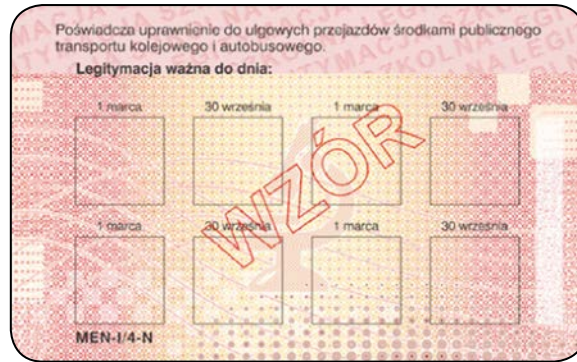 Poświadcza uprawnienie do ulgowych przejazdów środkami publicznego
transportu kolejowego i autobusowego.
Legitymacja ważna do dnia:
1 marca 30 września 1 marca 30 września
WZÓR
1 marca 30 września 1 marca 30 września
MEN-I/4-N